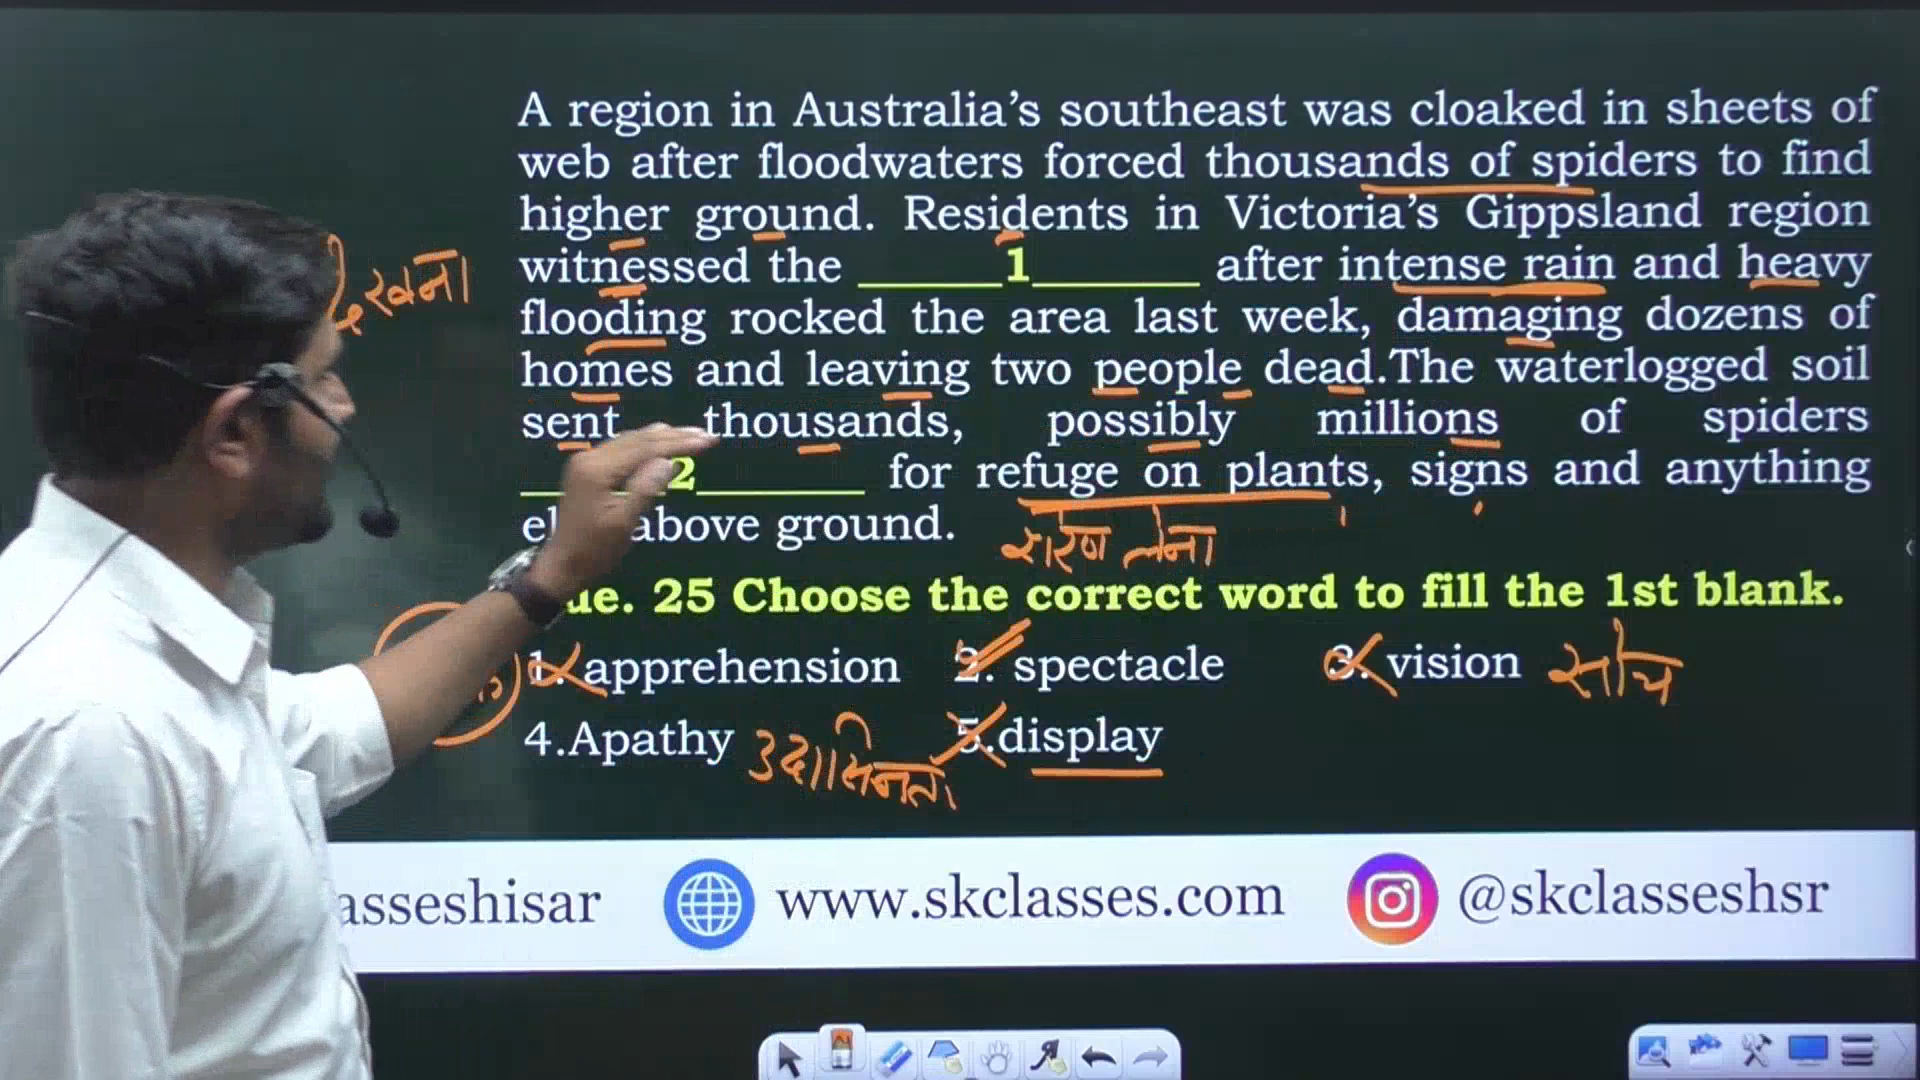 A region in Australia's southeast was cloaked in sheets of
web after floodwaters forced thousands of spiders to find
higher ground. Residents in Victoria's Gippsland region
witnessed the ______1_______ after intense rain and heavy
देखना
flooding rocked the area last week, damaging dozens of
homes and leaving two people dead.The waterlogged soil
sent thousands, possibly millions of spiders
______2_______ for refuge on plants, signs and anything
above ground.
शरण लेना
ue. 25 Choose the correct word to fill the 1st blank.
1. apprehension 2. spectacle 3. vision सोच
4.Apathy उदासिनता 5.display
asseshisar www.skclasses.com @skclasseshsr